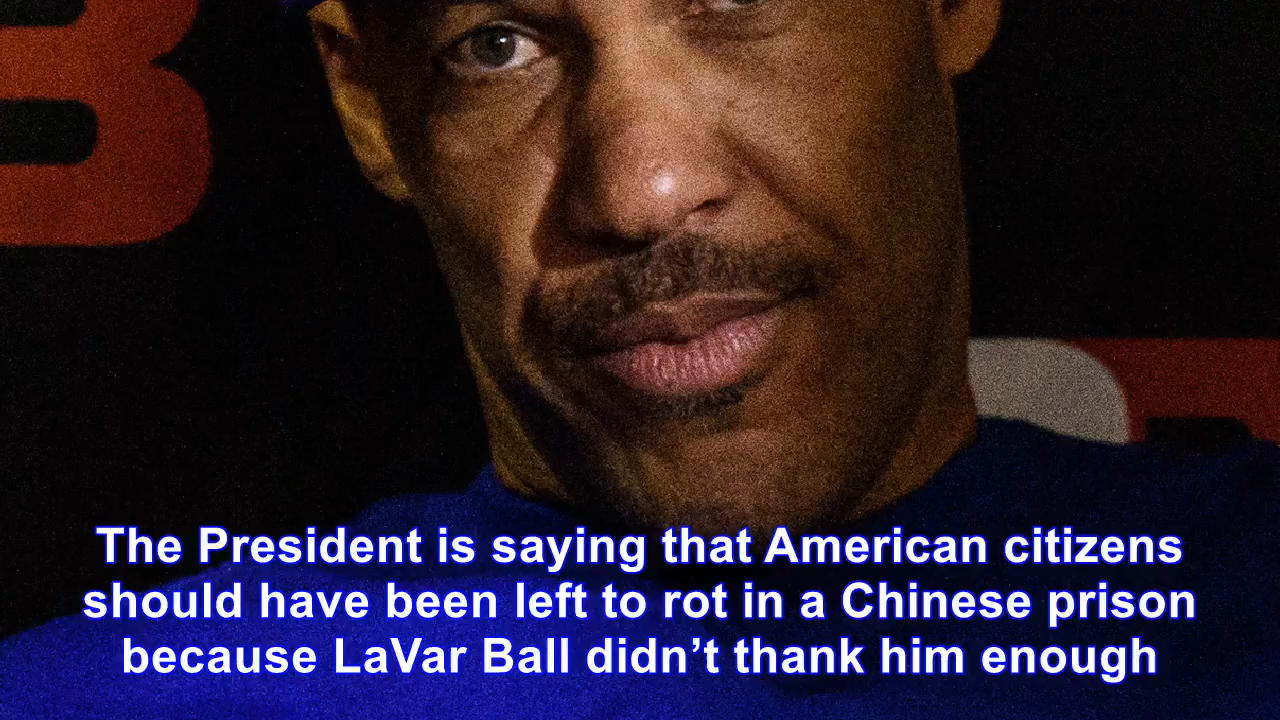 The President is saying that American citizens
should have been left to rot in a Chinese prison
because LaVar Ball didn’t thank him enough